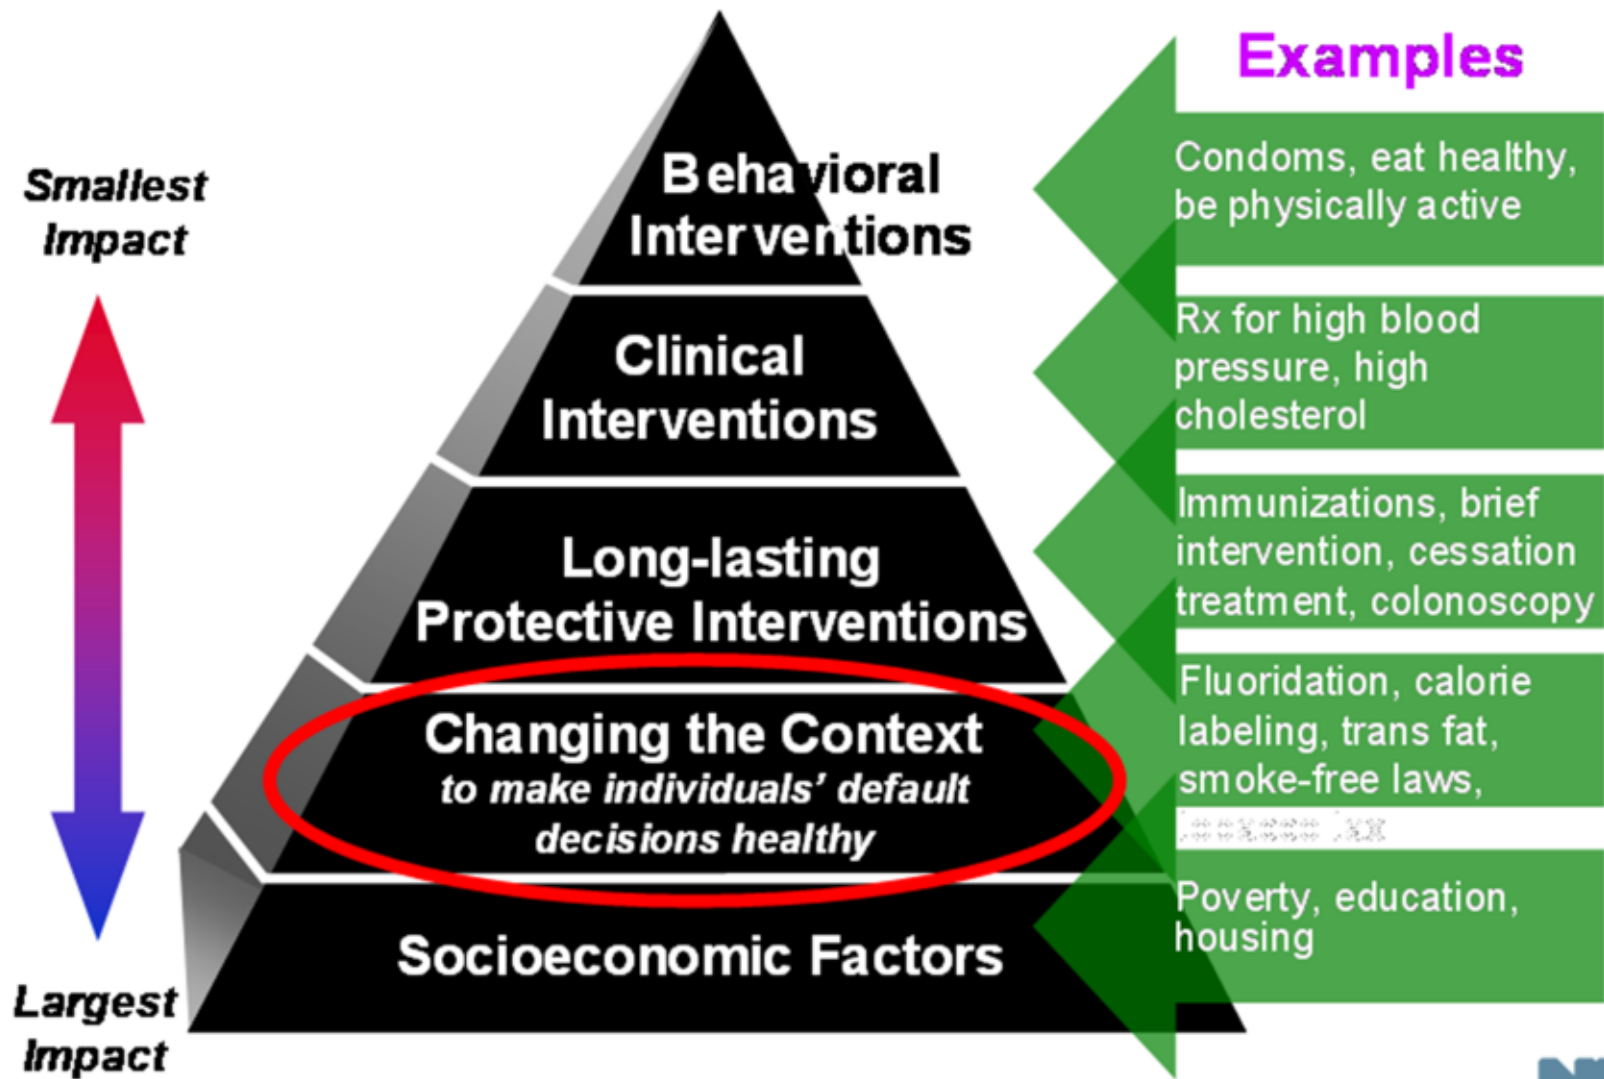 Examples
Smallest
Impact
Behavioral
Interventions
Condoms, eat healthy,
be physically active
Clinical
Interventions
Rx for high blood
pressure, high
cholesterol
Long-lasting
Protective Interventions
Immunizations, brief
intervention, cessation
treatment, colonoscopy
Changing the Context
to make individuals’ default
decisions healthy
Fluoridation, calorie
labeling, trans fat,
smoke-free laws,
Socioeconomic Factors
Poverty, education,
housing
Largest
Impact